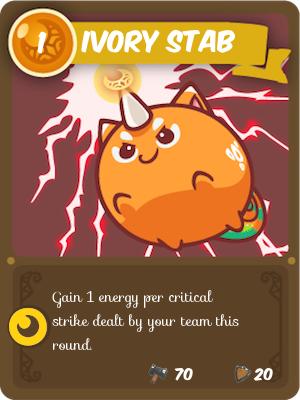 1 IVORY STAB
Gain 1 energy per critical
strike dealt by your team this
round.
70 20